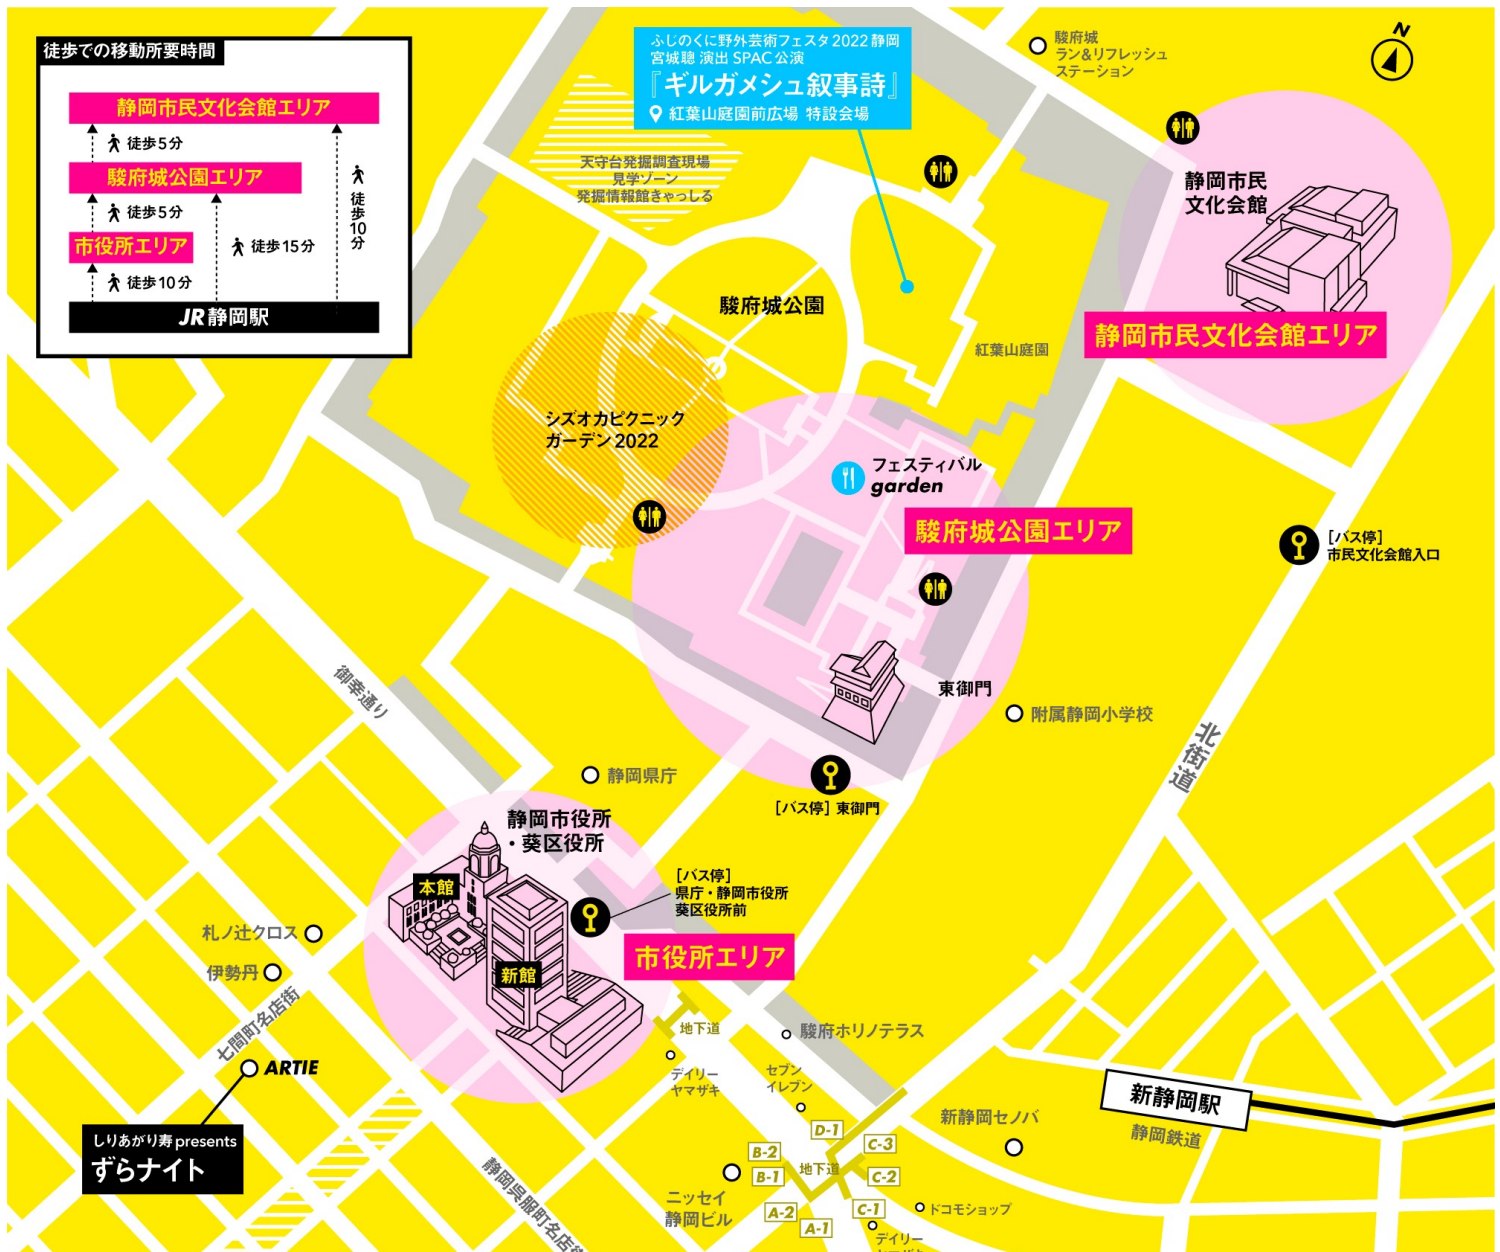 徒歩での移動所要時間
静岡市民文化会館エリア
徒歩5分
駿府城公園エリア
徒歩5分
徒歩15分
徒歩10分
市役所エリア
徒歩10分
JR静岡駅
ふじのくに野外芸術フェスタ2022静岡
宮城聰 演出 SPAC公演
『ギルガメシュ叙事詩』
紅葉山庭園前広場 特設会場
駿府城
ラン&リフレッシュ
ステーション
N
天守台発掘調査現場
見学ゾーン
発掘情報館きゃっしる
静岡市民
文化会館
静岡市民文化会館エリア
駿府城公園
紅葉山庭園
シズオカピクニック
ガーデン2022
フェスティバル
garden
駿府城公園エリア
[バス停]
市民文化会館入口
東御門
附属静岡小学校
北街道
御幸通り
静岡県庁
[バス停] 東御門
静岡市役所
・葵区役所
本館
新館
[バス停]
県庁・静岡市役所
葵区役所前
市役所エリア
札ノ辻クロス
伊勢丹
七間町名店街
ARTIE
しりあがり寿 presents
ずらナイト
地下道
駿府ホリノテラス
デイリー
ヤマザキ
セブン
イレブン
新静岡駅
静岡鉄道
新静岡セノバ
D-1
C-3
B-2
B-1
地下道
C-2
A-2
A-1
C-1
ニッセイ
静岡ビル
ドコモショップ
デイリー
静岡呉服町名店